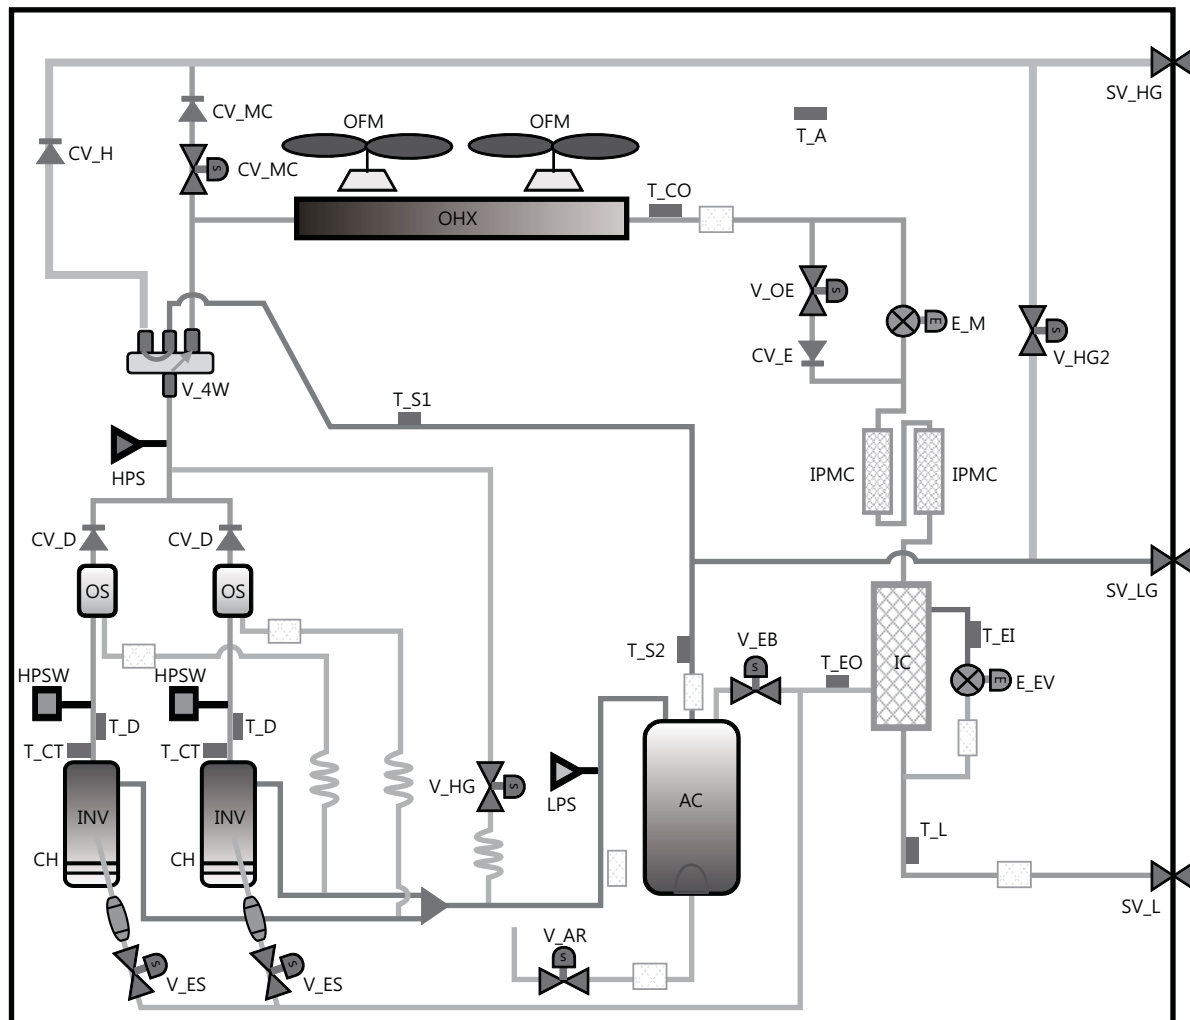 SV_HG
CV_MC
OFM
OFM
T_A
CV_H
CV_MC
T_CO
OHX
V_OE
S
E
E_M
S
CV_E
V_HG2
V_4W
T_S1
HPS
IPMC
IPMC
CV_D
CV_D
OS
OS
SV_LG
T_S2
V_EB
S
T_EO
IC
T_EI
E
E_EV
HPSW
HPSW
T_D
T_D
T_CT
T_CT
INV
INV
V_HG
S
LPS
AC
CH
CH
T_L
SV_L
V_AR
S
S
V_ES
S
V_ES
S